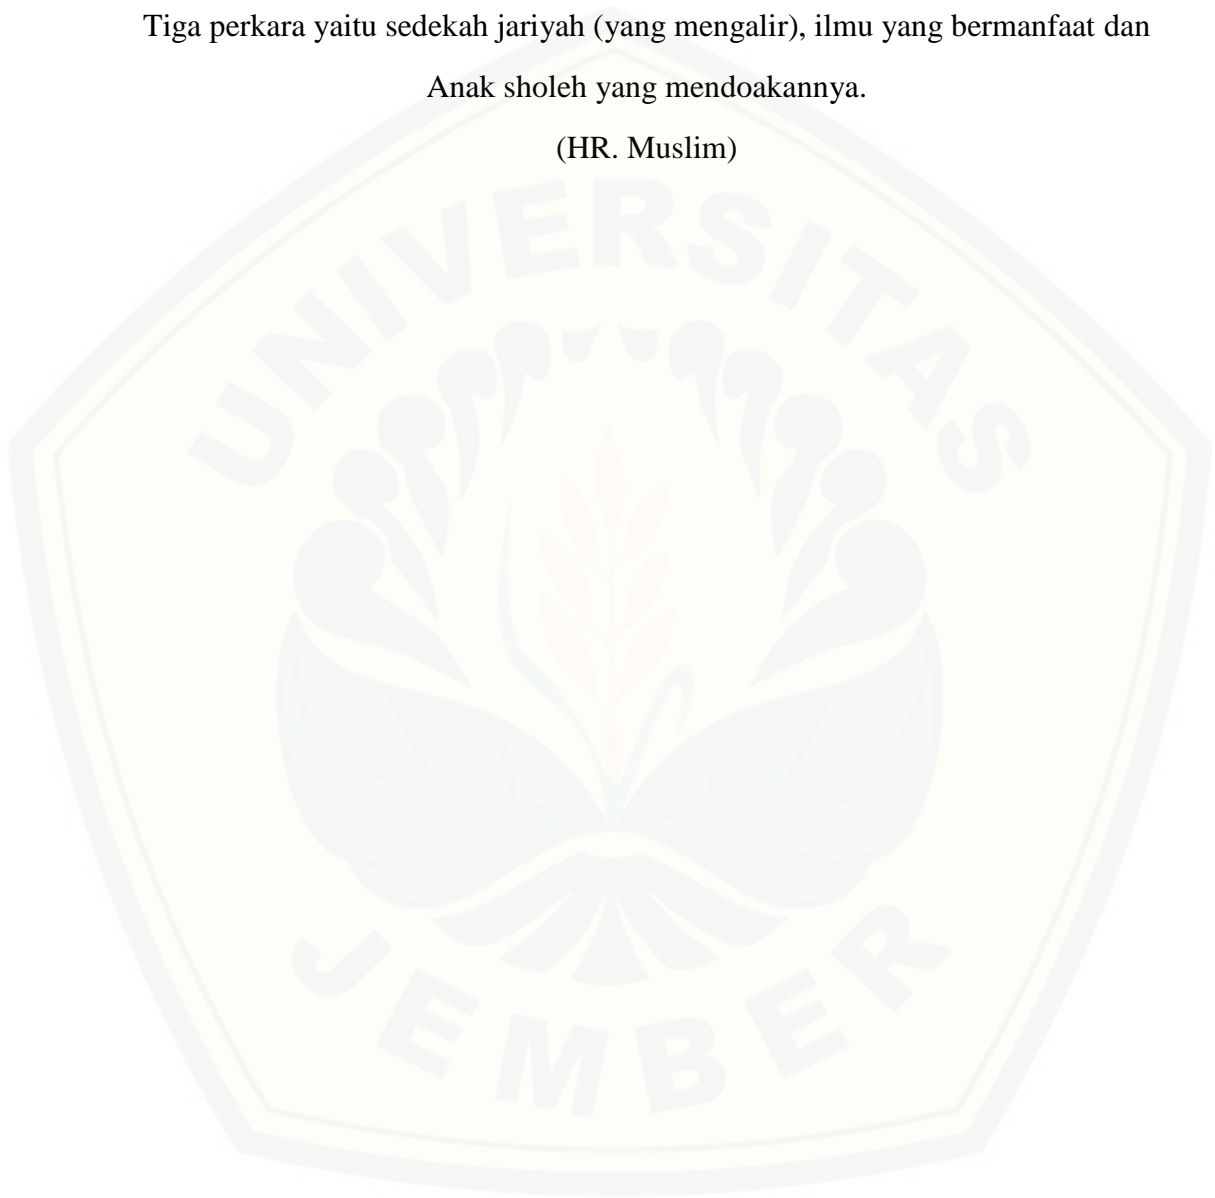 Tiga perkara yaitu sedekah jariyah (yang mengalir), ilmu yang bermanfaat dan
Anak sholeh yang mendoakannya.
(HR. Muslim)
UNIVERSITAS
JEMBER